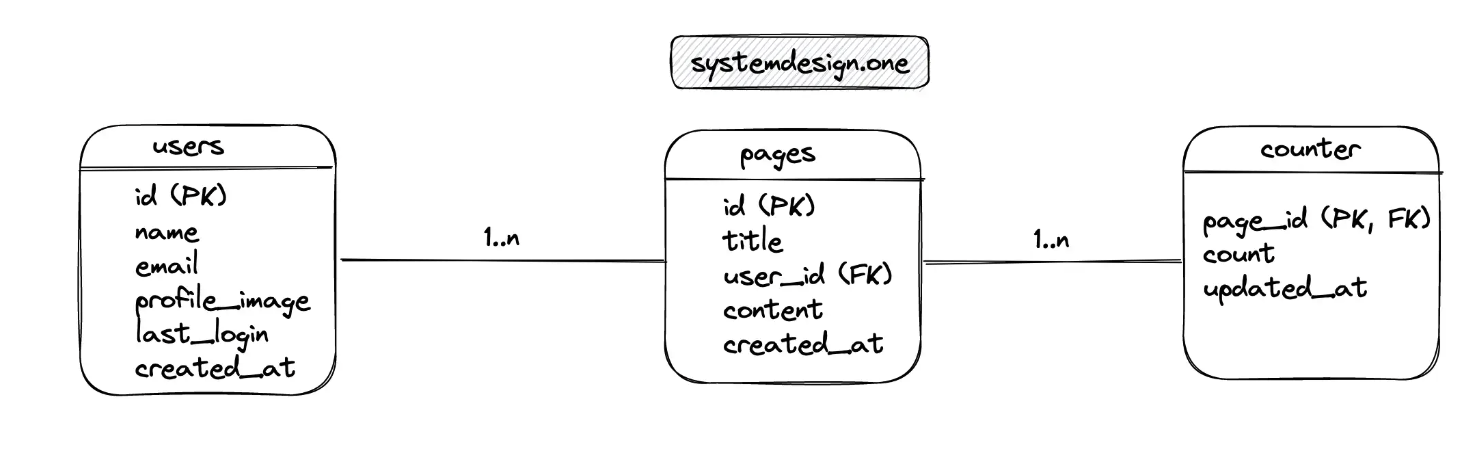 systemdesign.one
users
id (PK)
name
email
profile_image
last_login
created_at
1..n
pages
id (PK)
title
user_id (FK)
content
created_at
1..n
counter
page_id (PK, FK)
count
updated_at